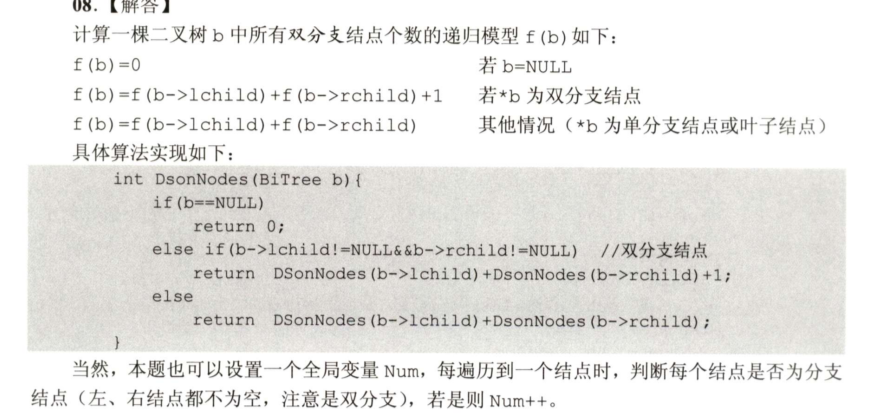 08.【解答】
计算一棵二叉树 b 中所有双分支结点个数的递归模型 f(b)如下：
f(b)=0 若 b=NULL
f(b)=f(b->lchild)+f(b->rchild)+1 若*b 为双分支结点
f(b)=f(b->lchild)+f(b->rchild) 其他情况（*b 为单分支结点或叶子结点）
具体算法实现如下：
int DsonNodes(BiTree b){
if(b==NULL)
return 0;
else if(b->lchild!=NULL&&b->rchild!=NULL) //双分支结点
return DSonNodes(b->lchild)+DsonNodes(b->rchild)+1;
else
return DSonNodes(b->lchild)+DsonNodes(b->rchild);
}
当然，本题也可以设置一个全局变量 Num，每遍历到一个结点时，判断每个结点是否为分支
结点（左、右结点都不为空，注意是双分支），若是则 Num++。